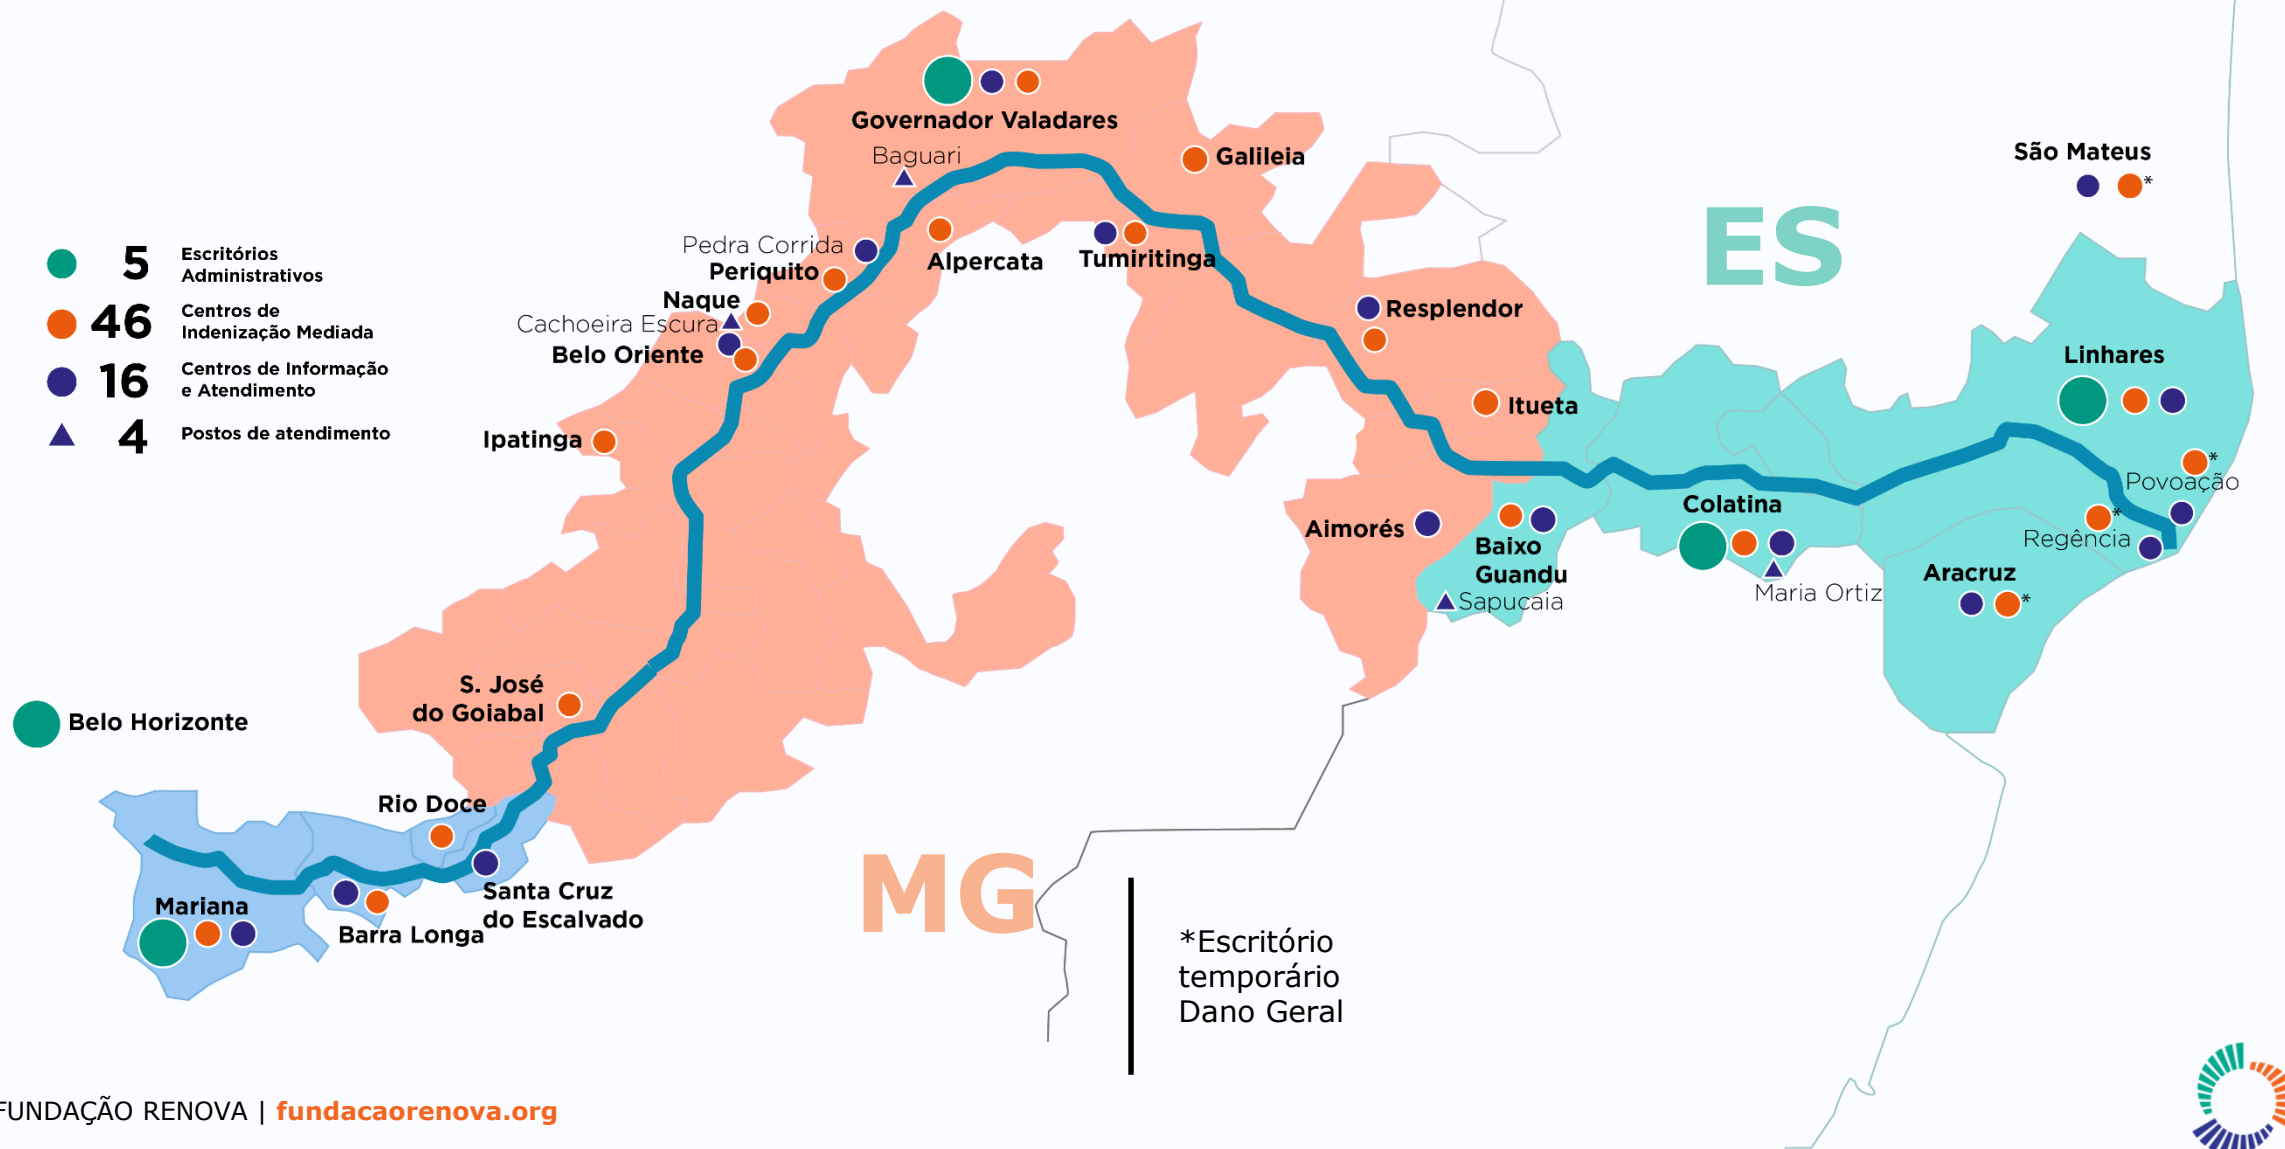 Governador Valadares
Baguari
Galileia
São Mateus
*
ES
Pedra Corrida
Periquito
Alpercata
Tumiritinga
5 Escritórios
Administrativos
46 Centros de
Indenização Mediada
16 Centros de Informação
e Atendimento
4 Postos de atendimento
Naque
Cachoeira Escura
Belo Oriente
Resplendor
Linhares
Ipatinga
Itueta
*
Povoação
Colatina
*
Regência
Aimorés
Baixo
Guandu
Sapucaia
Maria Ortiz
Aracruz
*
S. José
do Goiabal
Belo Horizonte
Rio Doce
Santa Cruz
do Escalvado
Mariana
Barra Longa
MG
*Escritório
temporário
Dano Geral
FUNDAÇÃO RENOVA | fundacaorenova.org